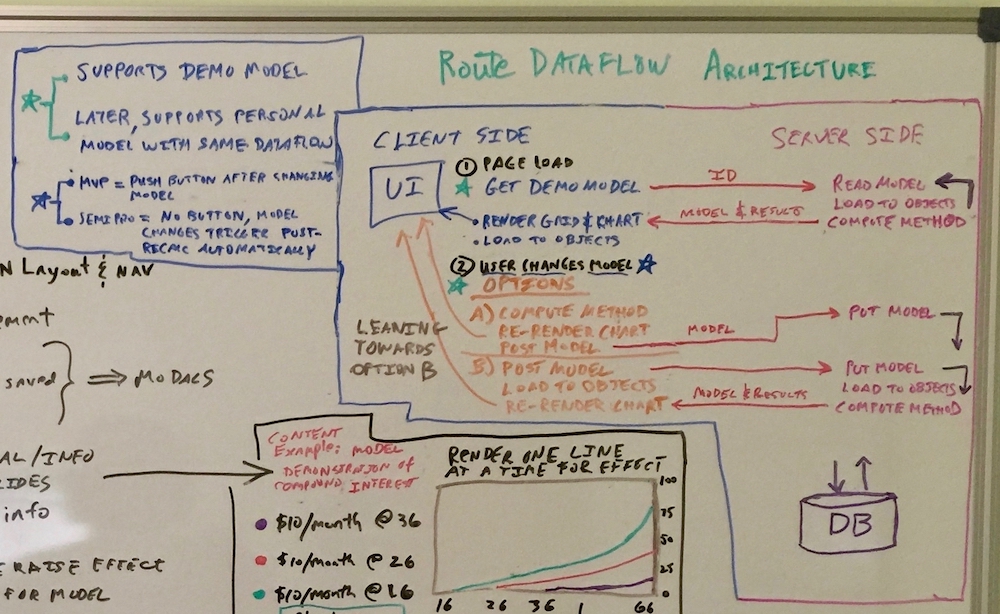 Route DATAFLOW ARCHITECTURE
SUPPORTS DEMO MODEL
LATER, SUPPORTS PERSONAL
MODEL WITH SAME DATAFLOW
MVP = PUSH BUTTON AFTER CHANGING
MODEL
SEMIPRO = NO BUTTON, MODEL
CHANGES TRIGGER POST-
RECALC AUTOMATICALLY
CLIENT SIDE
SERVER SIDE
UI
① PAGE LOAD
GET DEMO MODEL
ID
READ MODEL
LOAD TO OBJECTS
COMPUTE METHOD
MODEL & RESULTS
RENDER GRID & CHART
LOAD TO OBJECTS
② USER CHANGES MODEL
OPTIONS
A) COMPUTE METHOD
RE-RENDER CHART
POST MODEL
MODEL
PUT MODEL
LEANING
TOWARDS
OPTION B
B) POST MODEL
LOAD TO OBJECTS
RE-RENDER CHART
PUT MODEL
LOAD TO OBJECTS
COMPUTE METHOD
MODEL & RESULTS
DB
N Layout & NAV
ement
saved
MODALS
AL/INFO
LIDES
info
E RAISE EFFECT
FOR MODEL
CONTENT
Example: MODEL
DEMONSTRATION of
COMPOUND INTEREST
$10/month @ 36
$10/month @ 26
$10/month @ 16
RENDER ONE LINE
AT A TIME FOR EFFECT
100
75
50
25
0
16 26 36 1 66